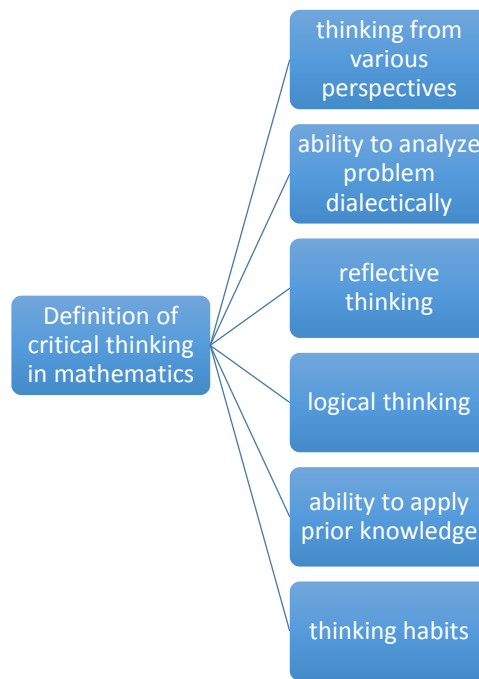 thinking from
various
perspectives
ability to analyze
problem
dialectically
reflective
thinking
Definition of
critical thinking
in mathematics
logical thinking
ability to apply
prior knowledge
thinking habits